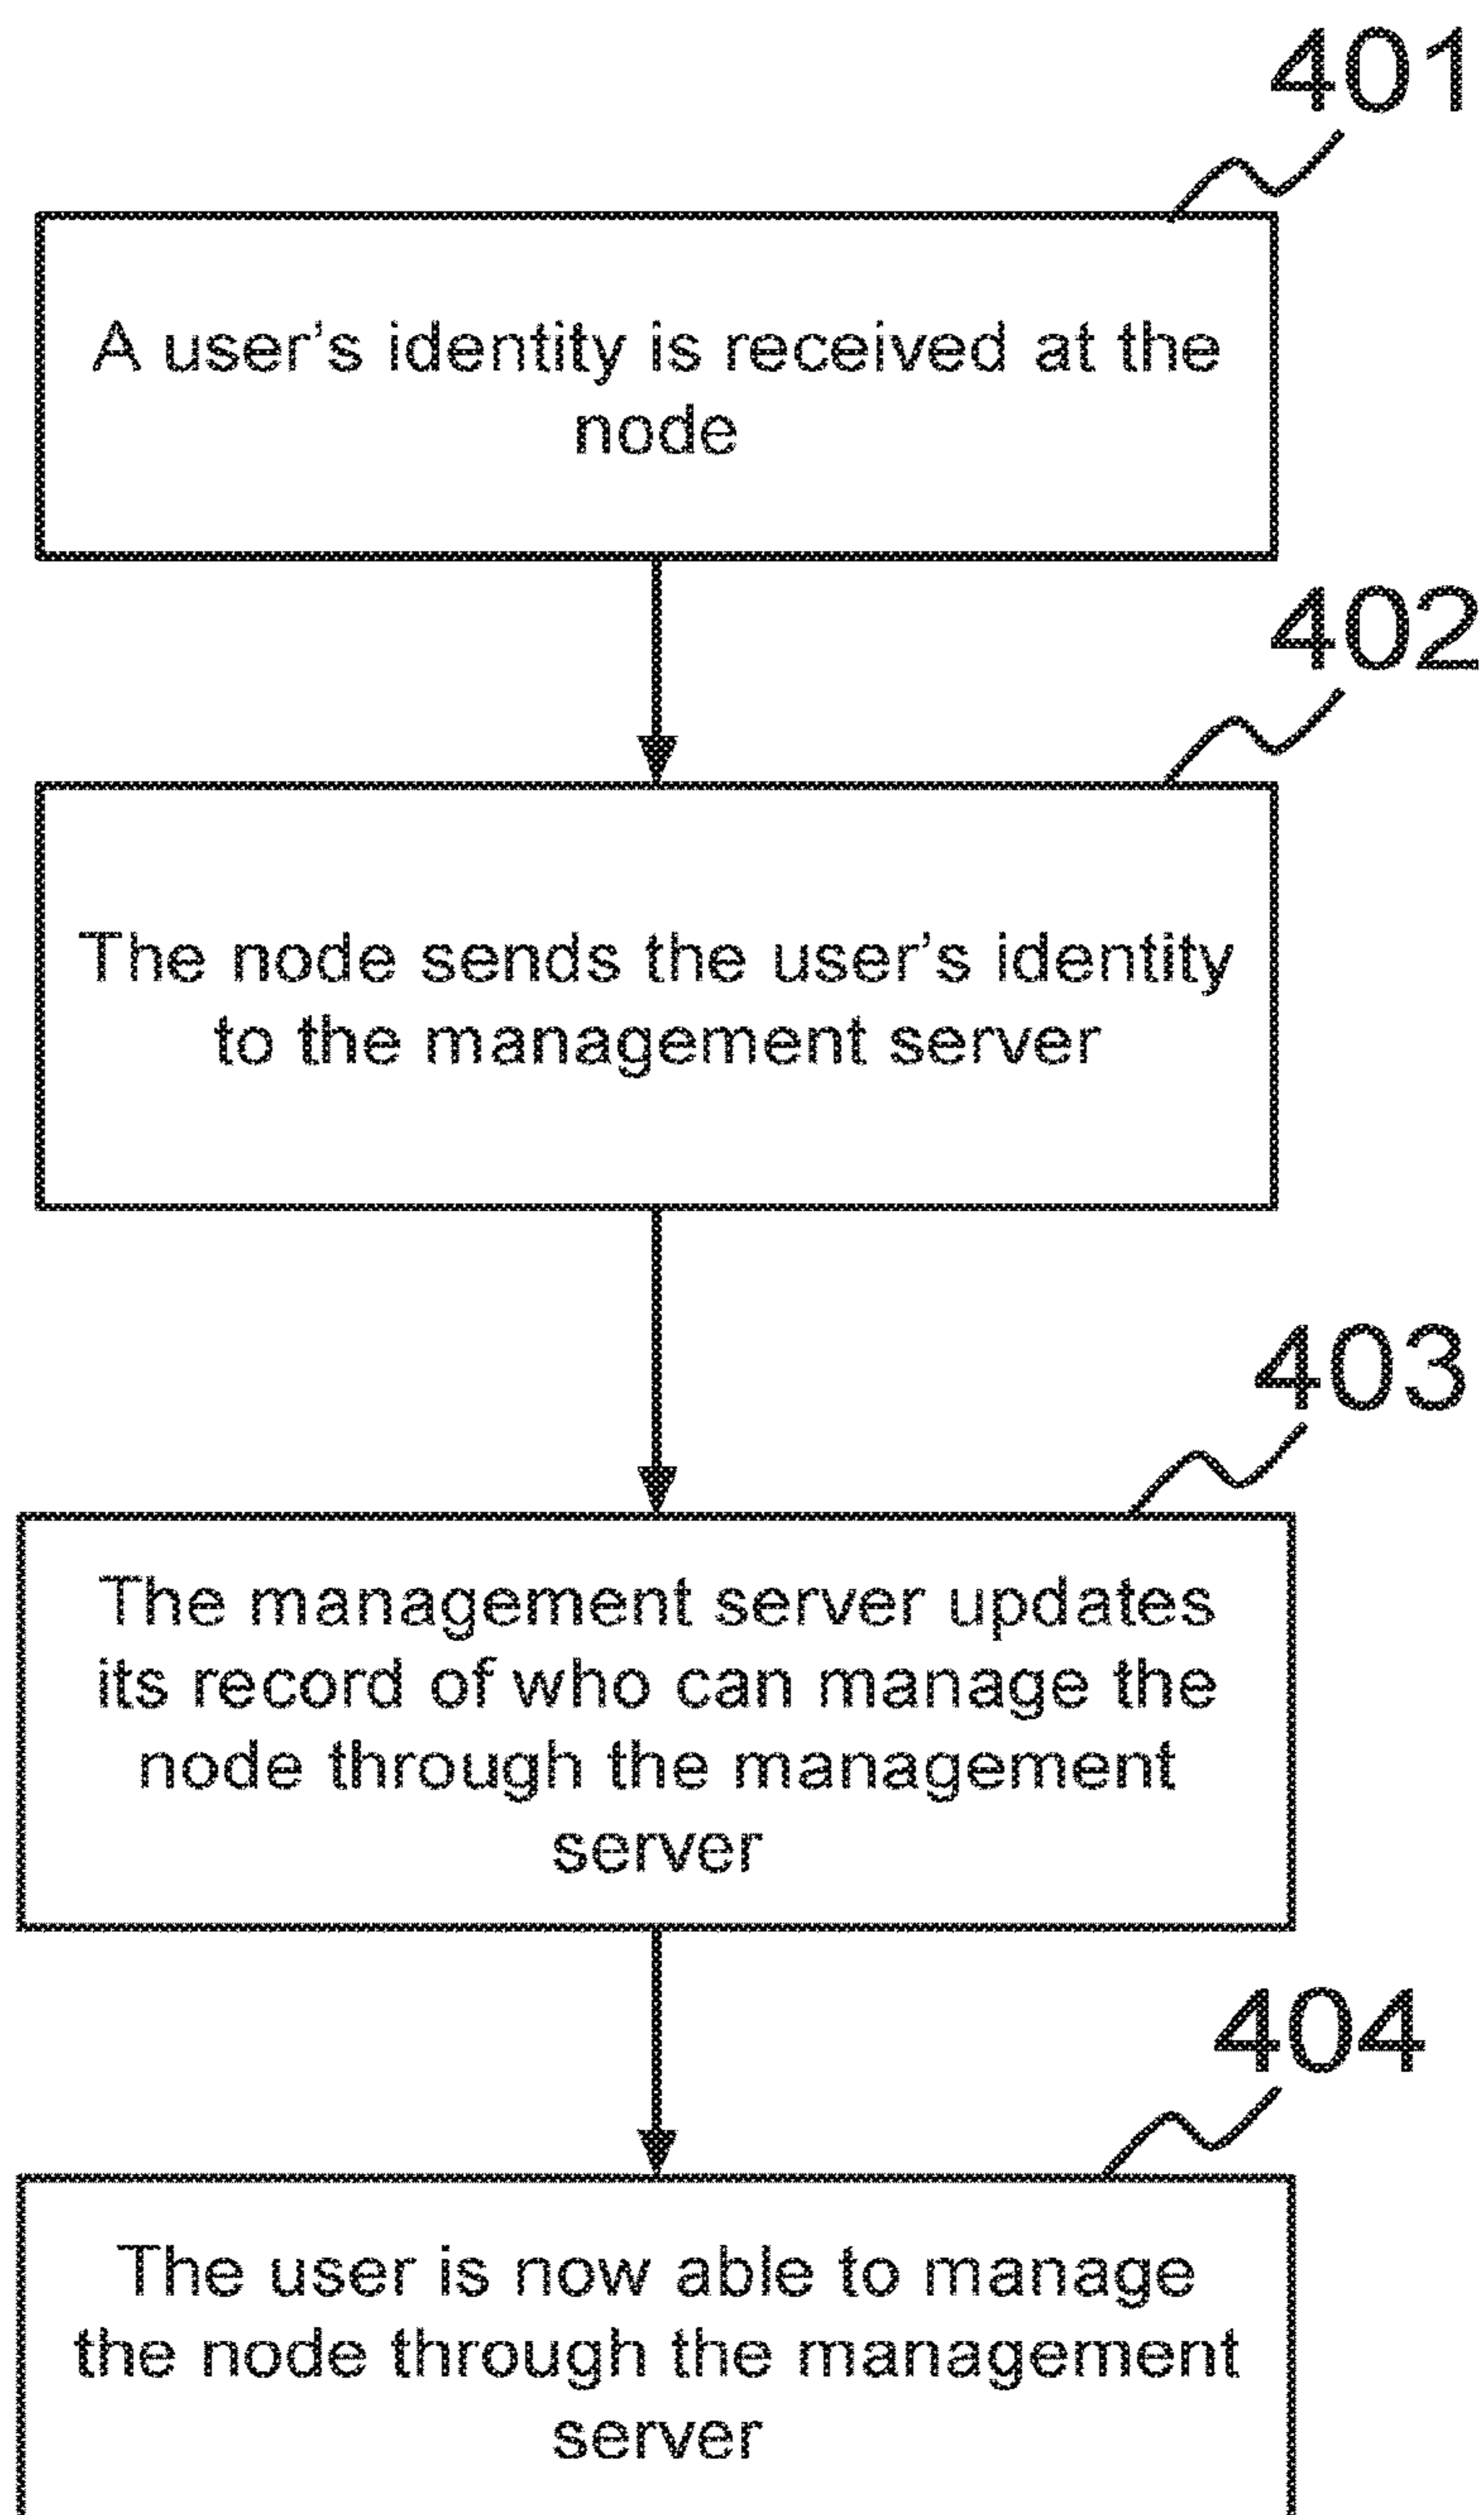 401
A user's identity is received at the
node
402
The node sends the user's identity
to the management server
403
The management server updates
its record of who can manage the
node through the management
server
404
The user is now able to manage
the node through the management
server